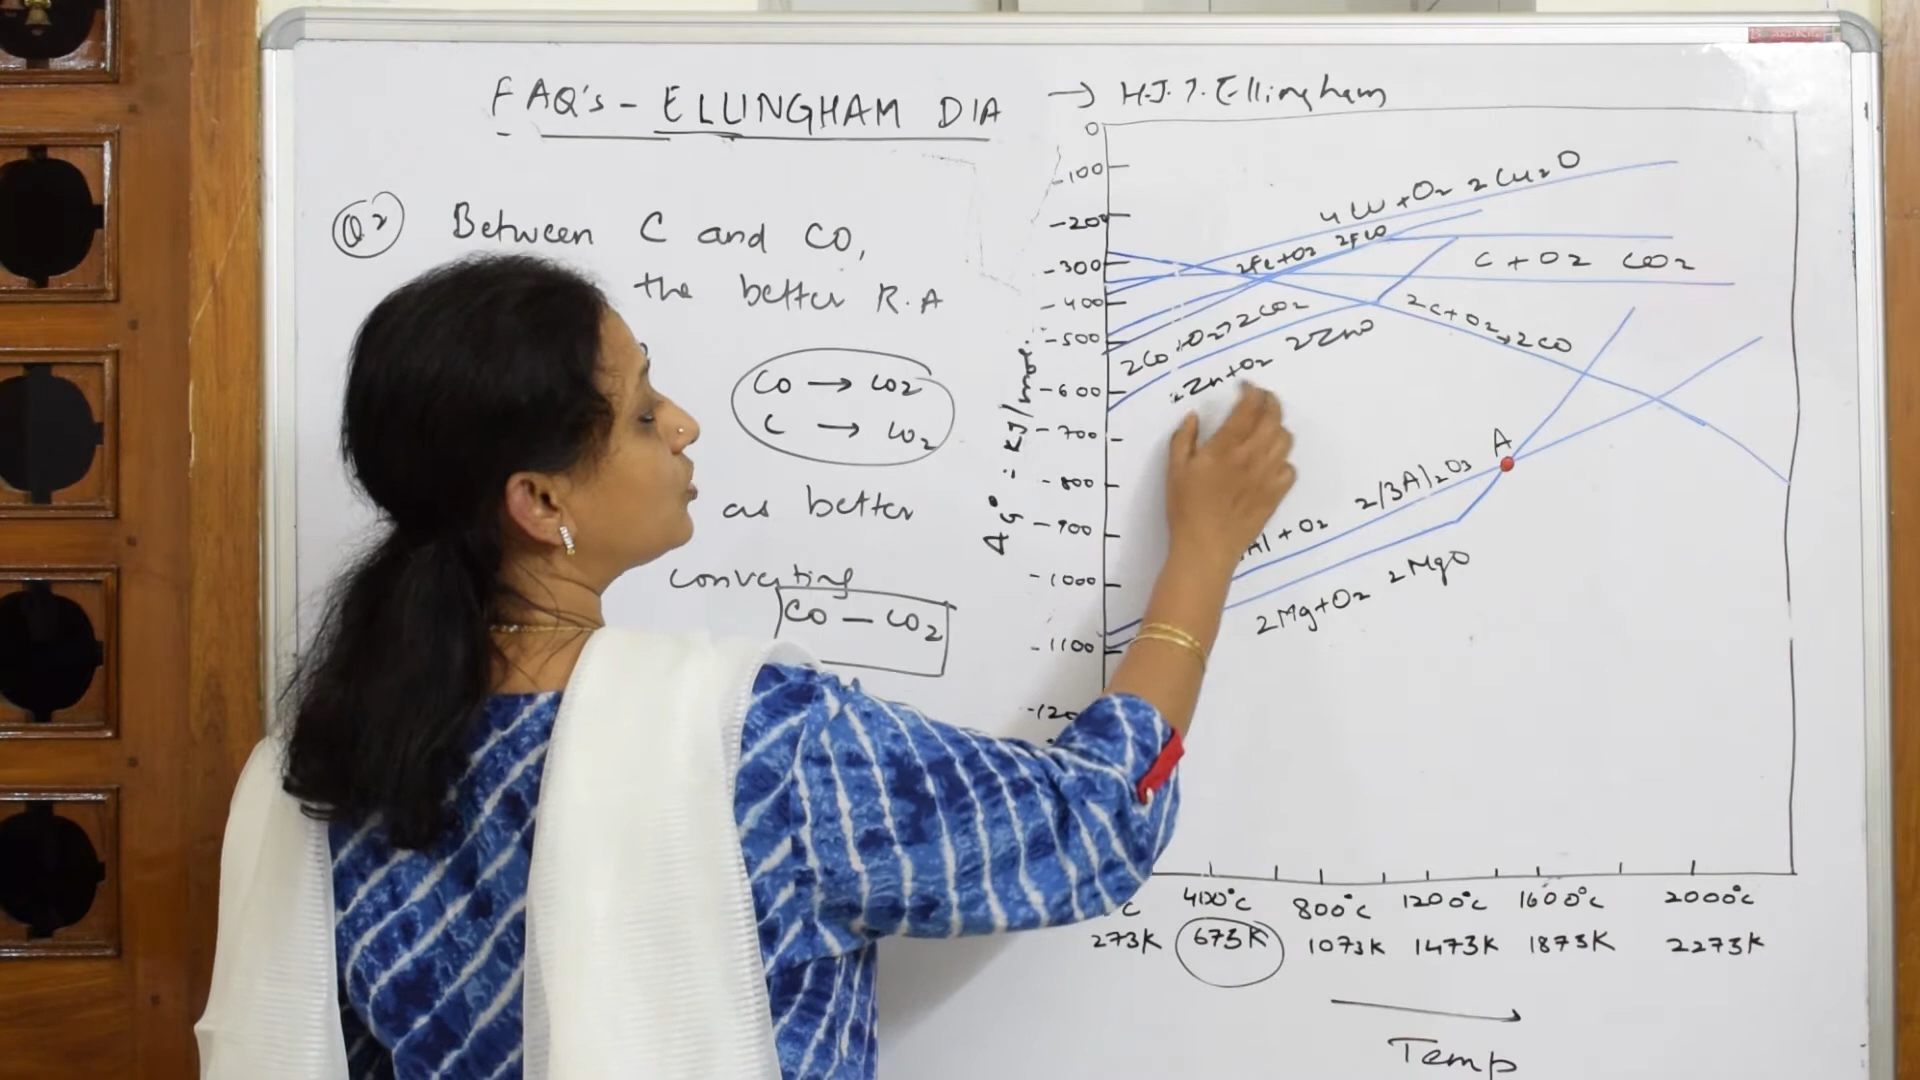 FAQ's - ELLINGHAM DIA
→ H.J.T. Ellingham
Q2 Between C and CO,
the better R.A
CO → CO2
C → CO2
as better
converting
CO — CO2
0
-100
-200
-300
-400
-500
-600
-700
-800
-900
-1000
-1100
ΔG° = KJ/mol.
4Cu + O2 2Cu2O
2Fe+O2 2FeO
C + O2 CO2
2C+O2→2CO
2CO+O2→2CO2
2Zn+O2 2ZnO
A
Al + O2 2/3Al2O3
2Mg+O2 2MgO
400°C 800°C 1200°C 1600°C 2000°C
273K 673K 1073K 1473K 1873K 2273K
Temp